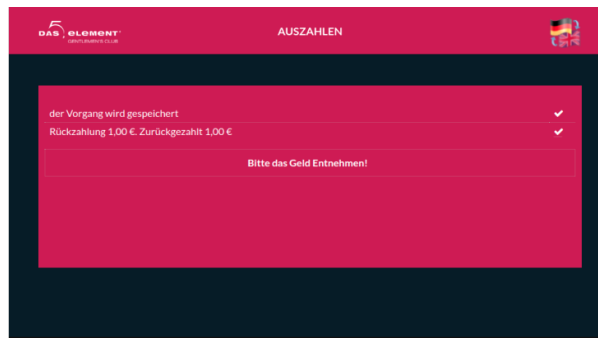 DAS 5 ELEMENT
GENTLEMEN'S CLUB
AUSZAHLEN
der Vorgang wird gespeichert
Rückzahlung 1,00 €. Zurückgezahlt 1,00 €
Bitte das Geld Entnehmen!